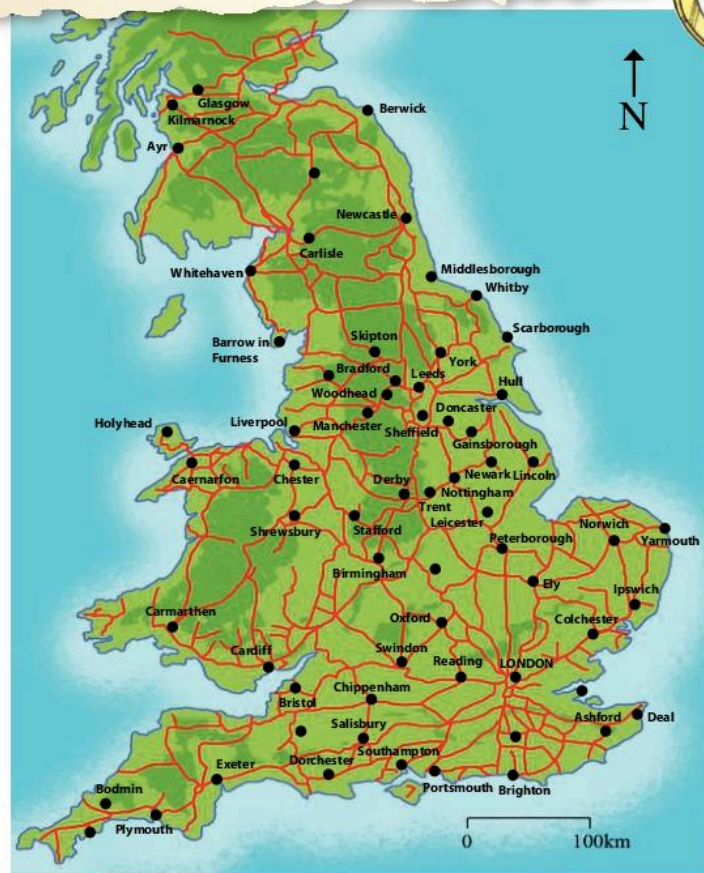 N
Glasgow
Kilmarnock
Berwick
Ayr
Newcastle
Carlisle
Whitehaven
Middlesborough
Whitby
Scarborough
Skipton
Barrow in
Furness
York
Bradford
Leeds
Hull
Woodhead
Doncaster
Holyhead
Liverpool
Manchester
Sheffield
Gainsborough
Caernarfon
Chester
Derby
Newark
Lincoln
Nottingham
Trent
Leicester
Shrewsbury
Stafford
Norwich
Yarmouth
Peterborough
Birmingham
Ely
Ipswich
Carmarthen
Oxford
Colchester
Cardiff
Swindon
Reading
LONDON
Bristol
Chippenham
Ashford
Deal
Salisbury
Southampton
Exeter
Dorchester
Bodmin
Portsmouth
Brighton
Plymouth
0
100km